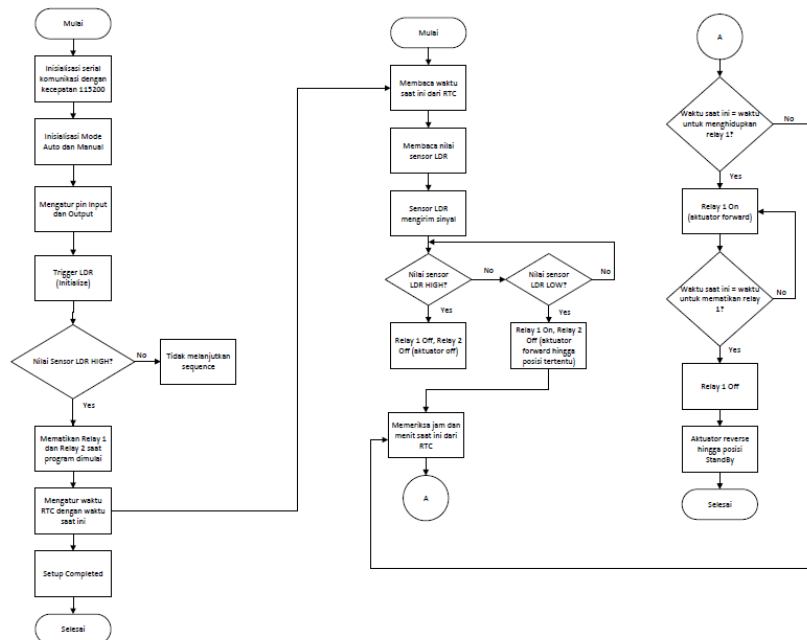 Mulai
Inisialisasi serial
komunikasi dengan
kecepatan 115200
Inisialisasi Mode
Auto dan Manual
Mengatur pin Input
dan Output
Trigger LDR
(Initialize)
Nilai Sensor LDR HIGH?
No
Tidak melanjutkan
sequence
Yes
Mematikan Relay 1
dan Relay 2 saat
program dimulai
Mengatur waktu
RTC dengan waktu
saat ini
Setup Completed
Selesai
Mulai
Membaca waktu
saat ini dari RTC
Membaca nilai
sensor LDR
Sensor LDR
mengirim sinyal
Nilai sensor
LDR HIGH?
No
Nilai sensor
LDR LOW?
No
Yes
Yes
Relay 1 Off, Relay 2
Off (aktuator off)
Relay 1 On, Relay 2
Off (aktuator
forward hingga
posisi tertentu)
Memeriksa jam dan
menit saat ini dari
RTC
A
A
Waktu saat ini = waktu
untuk menghidupkan
relay 1?
No
Yes
Relay 1 On
(aktuator forward)
Waktu saat ini = waktu
untuk mematikan relay
1?
No
Yes
Relay 1 Off
Aktuator reverse
hingga posisi
StandBy
Selesai